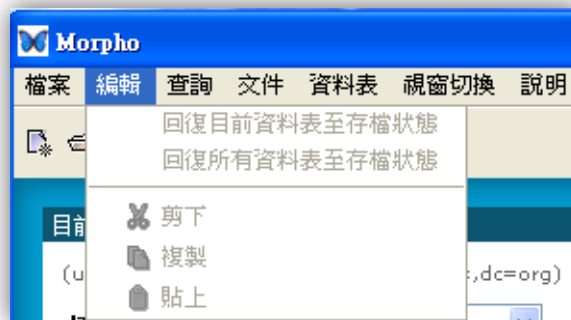 Morpho
檔案 編輯 查詢 文件 資料表 視窗切換 說明
回復目前資料表至存檔狀態
回復所有資料表至存檔狀態
剪下
目前
複製
(u :,dc=org)
貼上